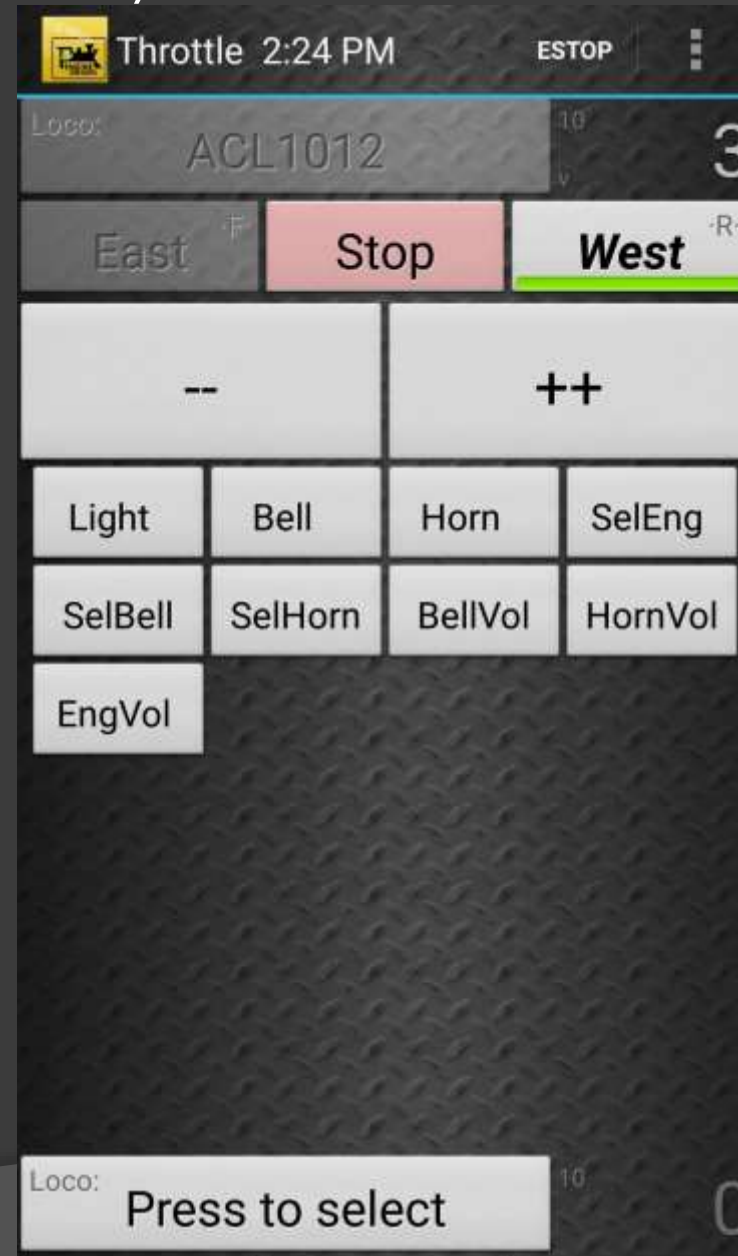 Throttle 2:24 PM ESTOP
Loco: ACL1012 10 3
v
East -F- Stop West -R-
-- ++
Light Bell Horn SelEng
SelBell SelHorn BellVol HornVol
EngVol
Loco: Press to select 10 0